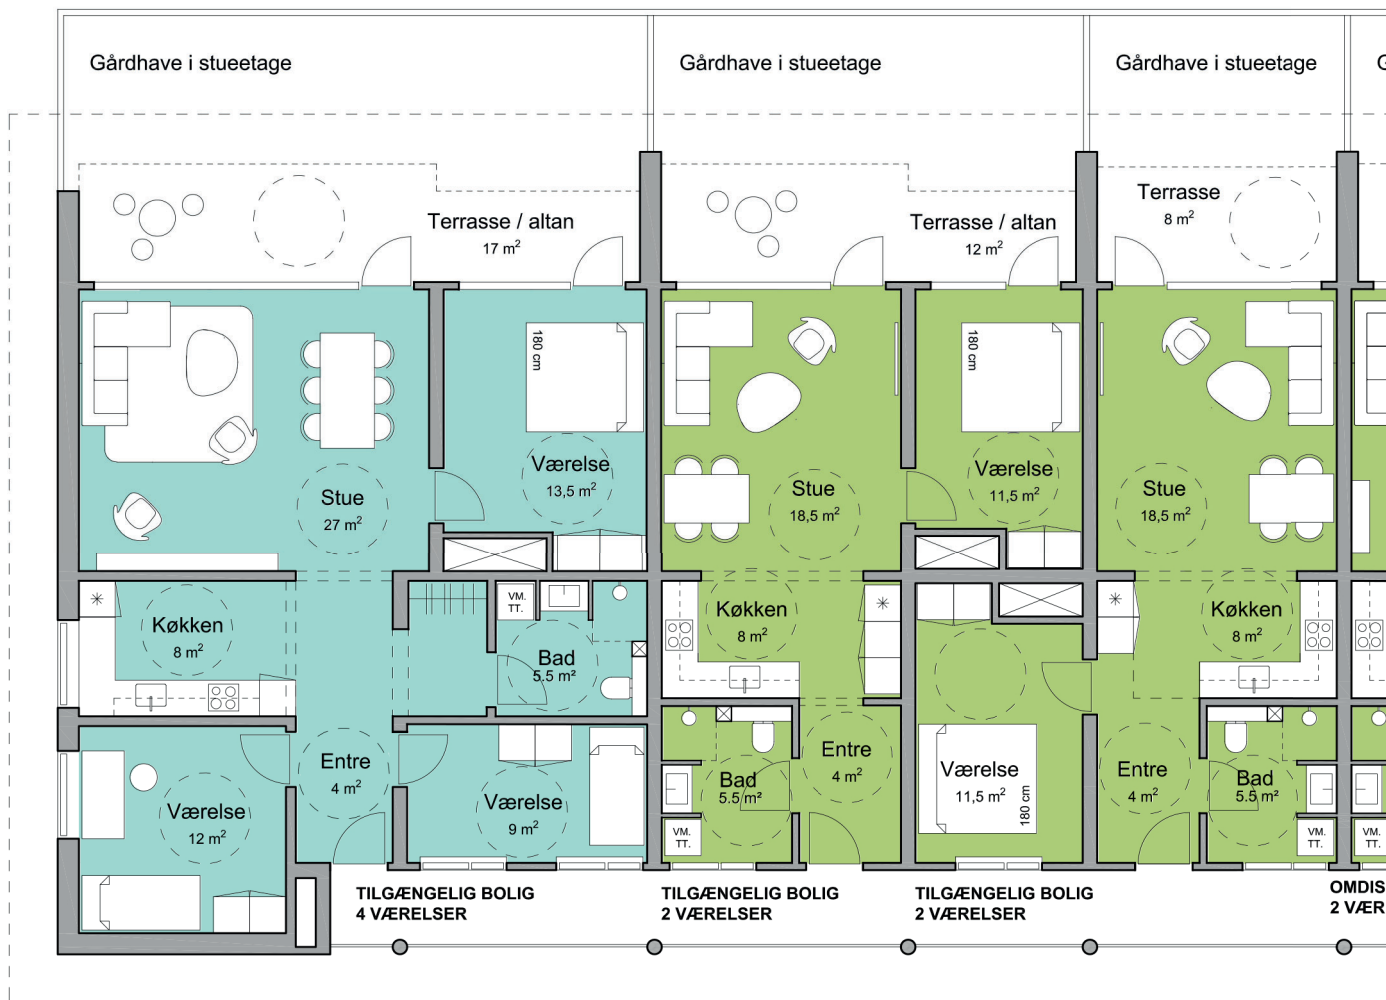 Gårdhave i stueetage
Gårdhave i stueetage
Gårdhave i stueetage
G
Terrasse / altan
17 m²
Terrasse / altan
12 m²
Terrasse
8 m²
180 cm
Værelse
13,5 m²
Stue
27 m²
Stue
18,5 m²
180 cm
Værelse
11,5 m²
Stue
18,5 m²
Køkken
8 m²
VM.
TT.
Bad
5.5 m²
Køkken
8 m²
Køkken
8 m²
Entre
4 m²
Værelse
12 m²
Værelse
9 m²
Bad
5.5 m²
VM.
TT.
Entre
4 m²
Værelse
11,5 m²
180 cm
Entre
4 m²
Bad
5.5 m²
VM.
TT.
VM.
TT.
TILGÆNGELIG BOLIG
4 VÆRELSER
TILGÆNGELIG BOLIG
2 VÆRELSER
TILGÆNGELIG BOLIG
2 VÆRELSER
OMDIS
2 VÆR